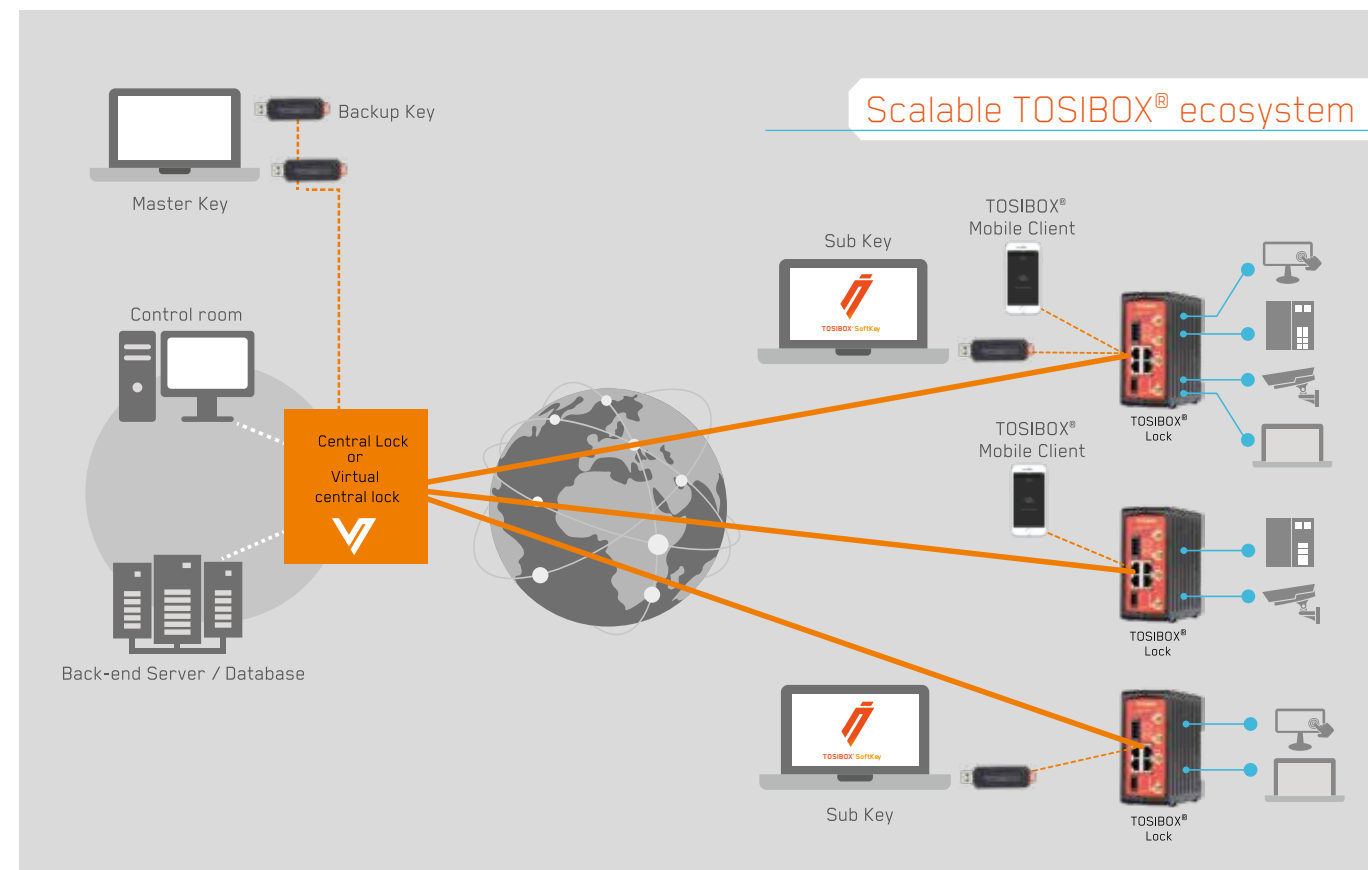 Scalable TOSIBOX® ecosystem
Backup Key
Master Key
Control room
Central Lock
or
Virtual
central lock
Back-end Server / Database
Sub Key
TOSIBOX® SoftKey
TOSIBOX®
Mobile Client
TOSIBOX®
Lock
TOSIBOX®
Mobile Client
TOSIBOX®
Lock
TOSIBOX® SoftKey
Sub Key
TOSIBOX®
Lock